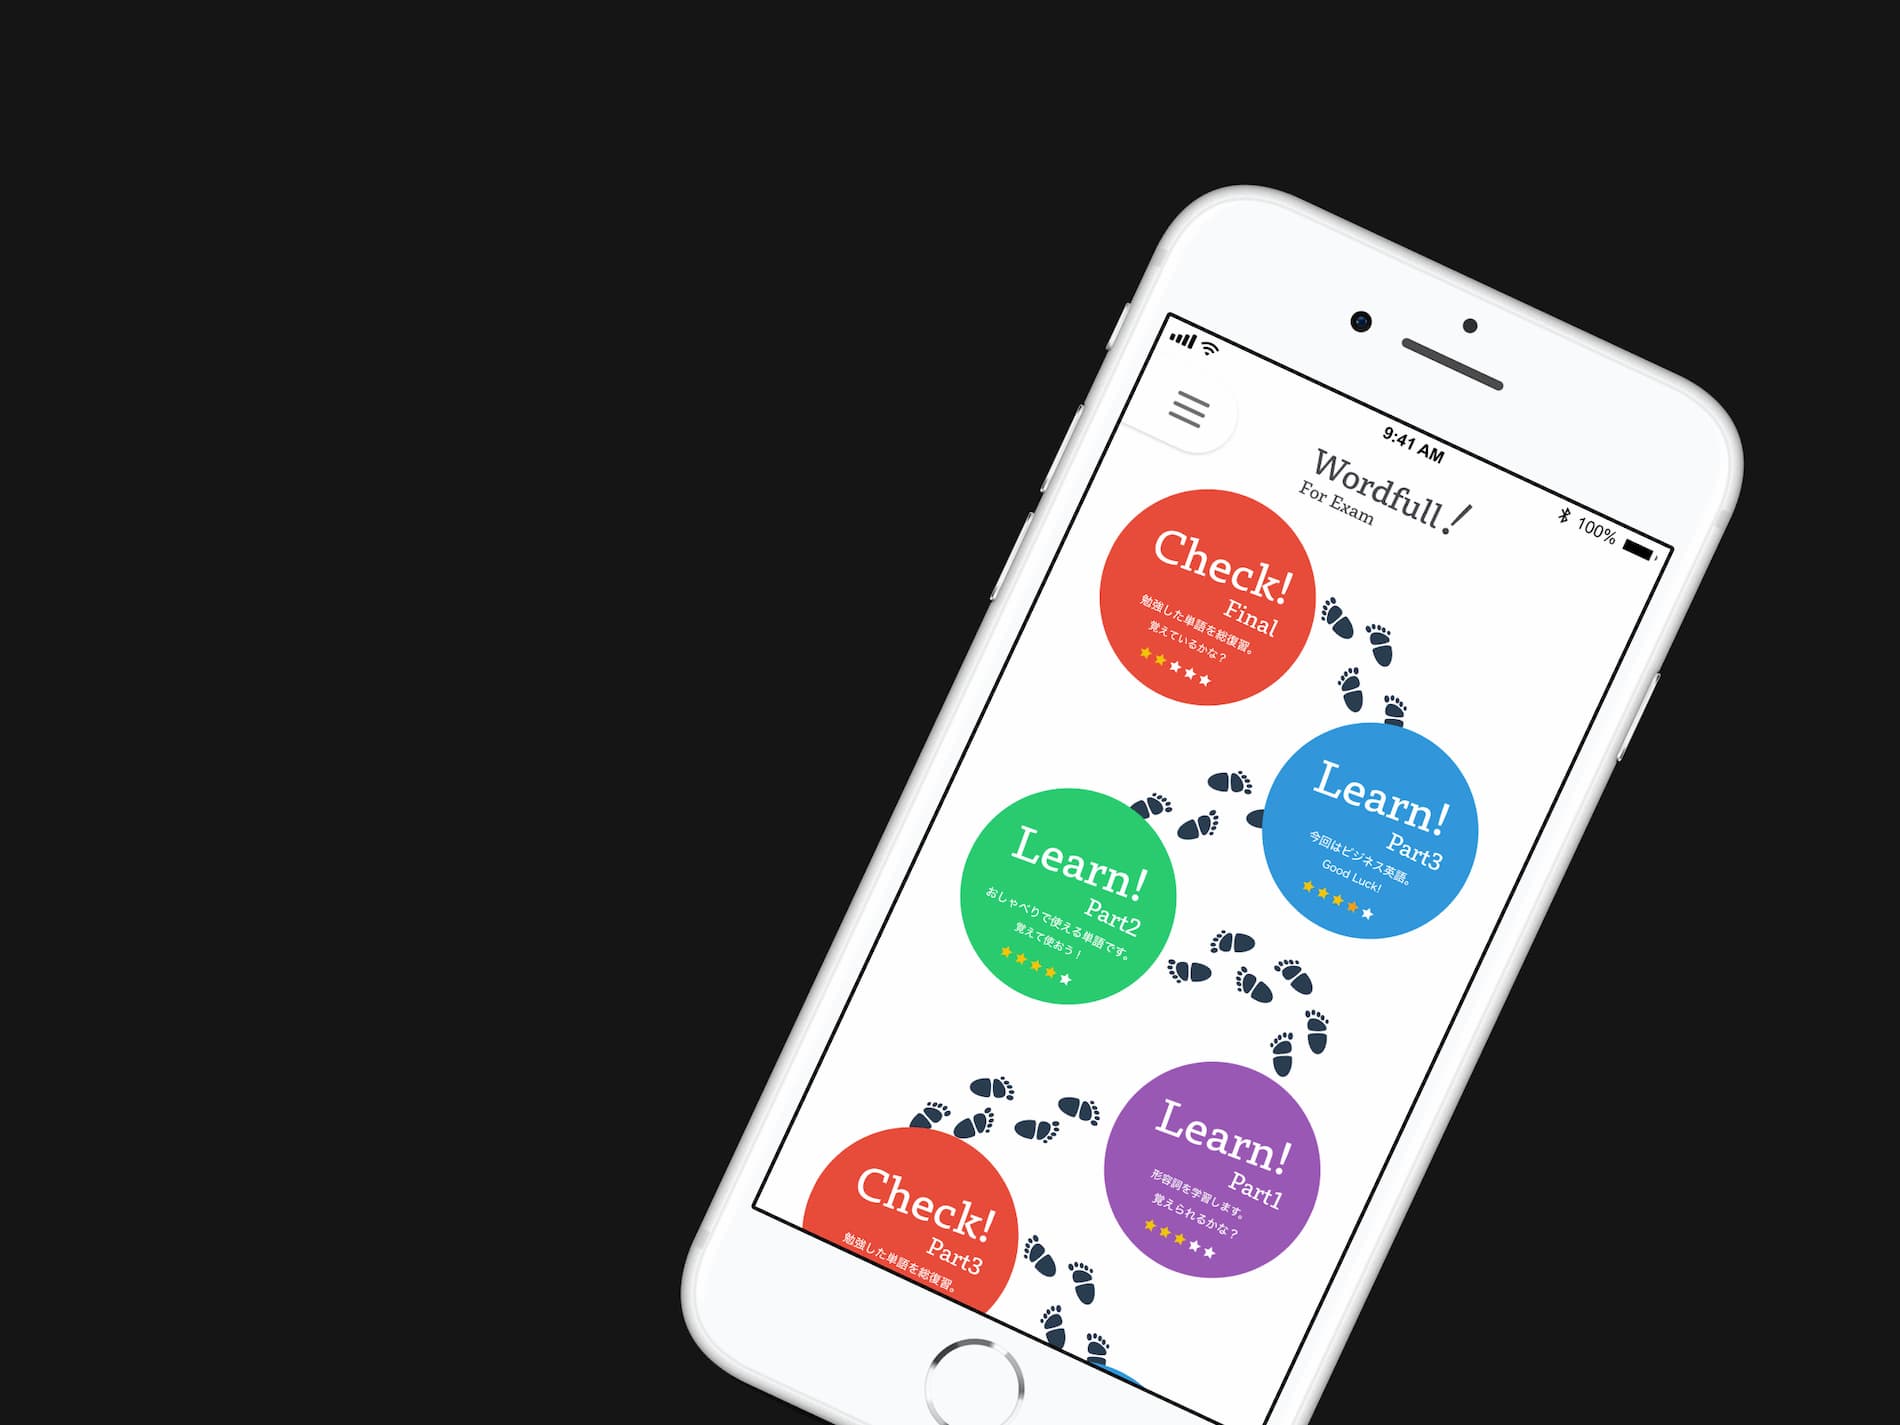 9:41 AM
100%
Wordfull!
For Exam
Check!
Final
勉強した単語を総復習。
覚えているかな？
Learn!
Part3
今回はビジネス英語。
Good Luck!
Learn!
Part2
おしゃべりで使える単語です。
覚えて使おう！
Learn!
Part1
形容詞を学習します。
覚えられるかな？
Check!
Part3
勉強した単語を総復習。